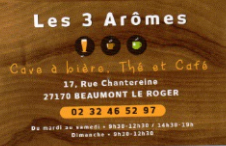 Les 3 Arômes
Cave à bière, Thé et Café
17, Rue Chantereine
27170 BEAUMONT LE ROGER
02 32 46 52 97
Du mardi au samedi • 9h30-12h30 / 14h30-19h
Dimanche • 9h30-12h30